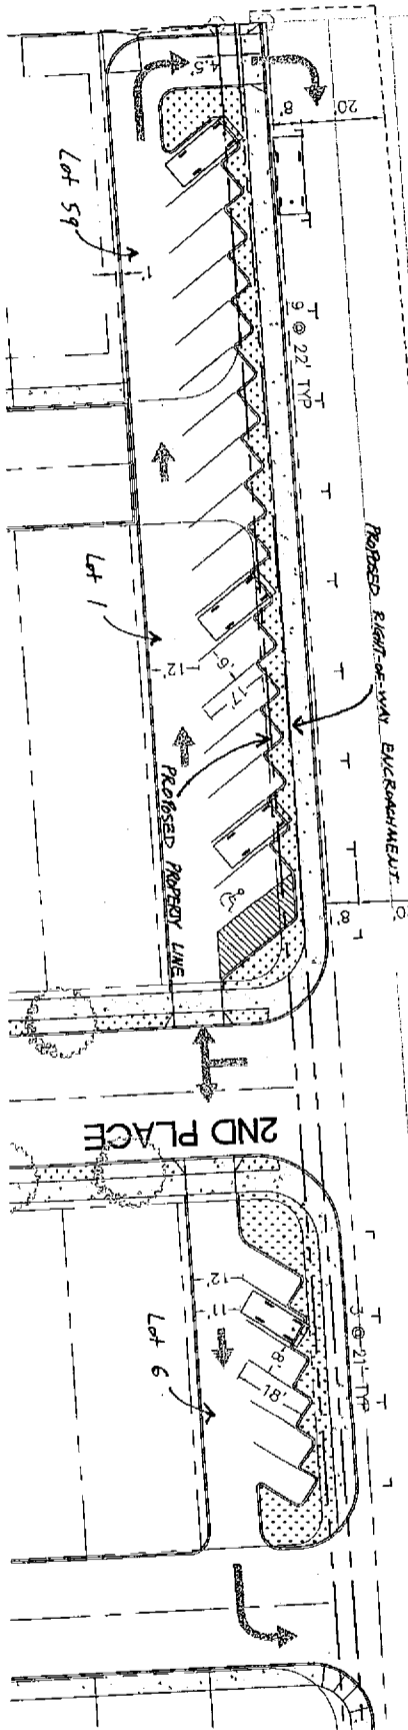 4.5'
8
20'
Lot 59
1'
9 @ 22' TYP
PROPOSED RIGHT-OF-WAY ENCROACHMENT
Lot 1
12'
9'
17'
PROPOSED PROPERTY LINE
8'
2ND PLACE
12'
11'
8
18'
3 @ 21' TYP
Lot 6